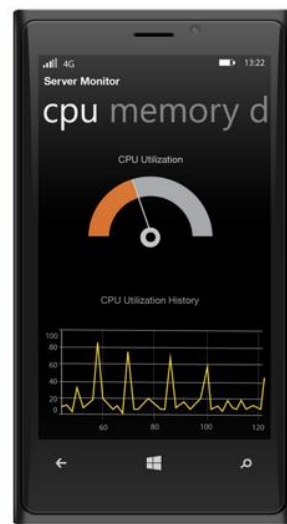 4G 13:22
Server Monitor
cpu memory d
CPU Utilization
CPU Utilization History
100
80
60
40
20
0
60 80 100 120